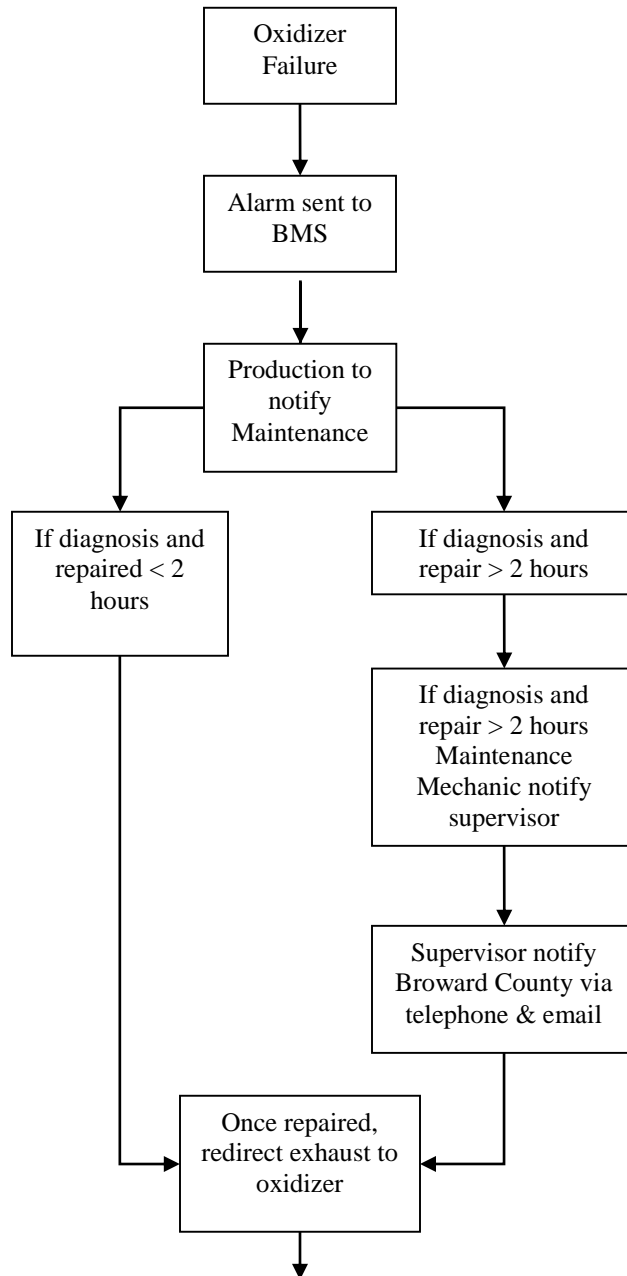 Oxidizer
Failure
Alarm sent to
BMS
Production to
notify
Maintenance
If diagnosis and
repaired < 2
hours
If diagnosis and
repair > 2 hours
If diagnosis and
repair > 2 hours
Maintenance
Mechanic notify
supervisor
Supervisor notify
Broward County via
telephone & email
Once repaired,
redirect exhaust to
oxidizer